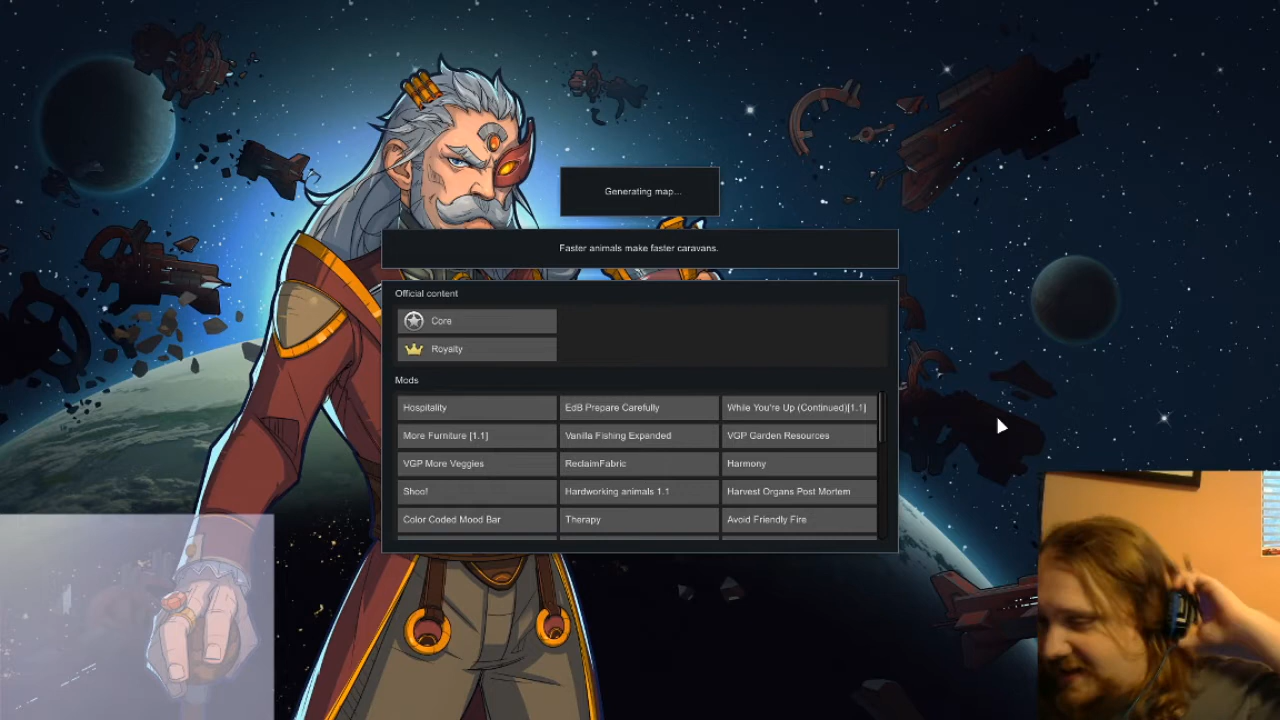 Generating map...
Faster animals make faster caravans.
Official content
Core
Royalty
Mods
Hospitality
EdB Prepare Carefully
While You're Up (Continued)[1.1]
More Furniture [1.1]
Vanilla Fishing Expanded
VGP Garden Resources
VGP More Veggies
ReclaimFabric
Harmony
Shoo!
Hardworking animals 1.1
Harvest Organs Post Mortem
Color Coded Mood Bar
Therapy
Avoid Friendly Fire